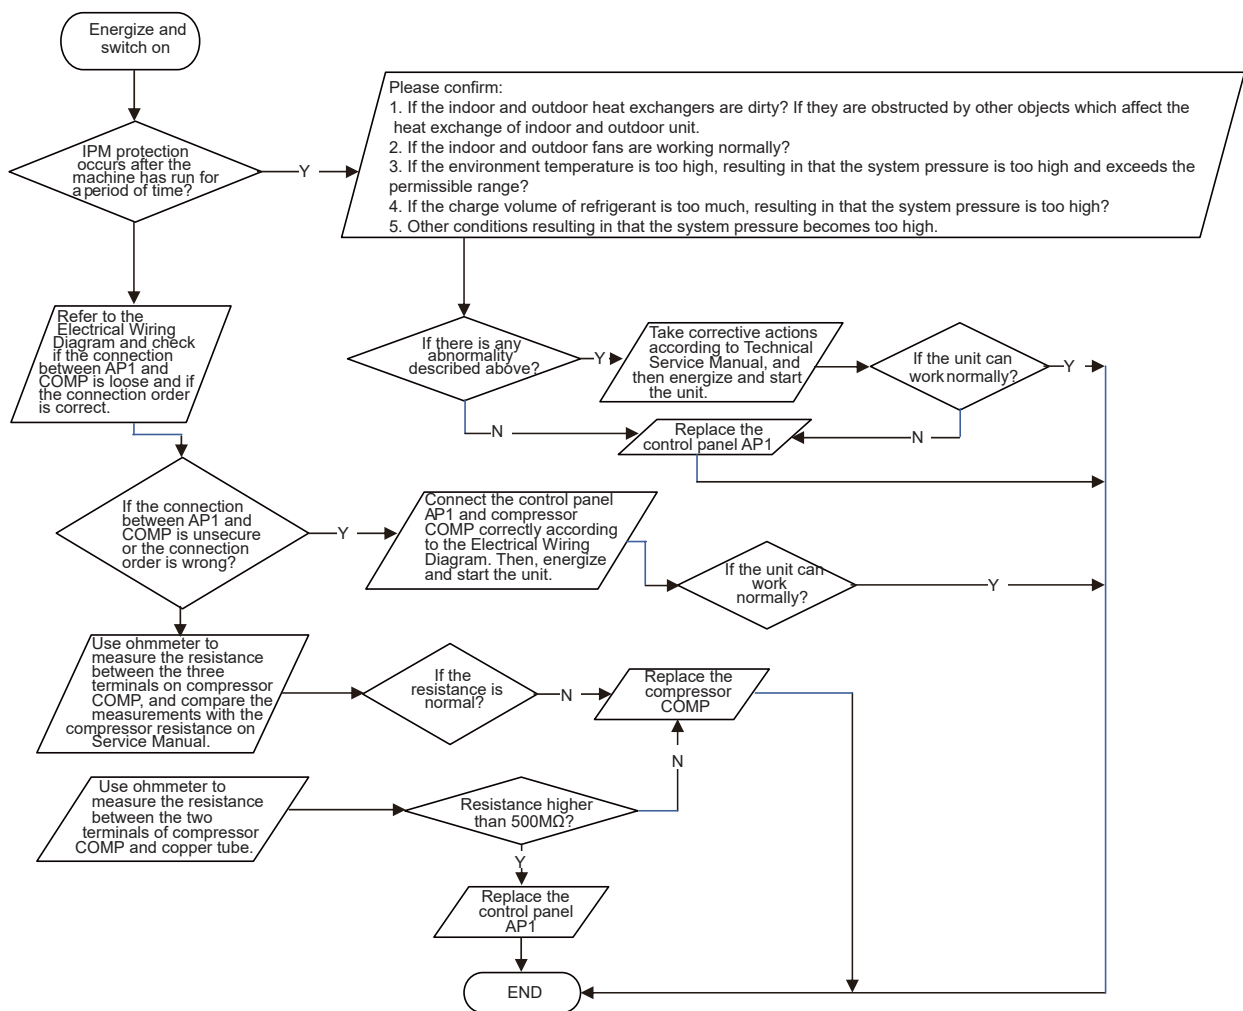 Energize and
switch on
IPM protection
occurs after the
machine has run for
a period of time?
Y
Please confirm:
1. If the indoor and outdoor heat exchangers are dirty? If they are obstructed by other objects which affect the
heat exchange of indoor and outdoor unit.
2. If the indoor and outdoor fans are working normally?
3. If the environment temperature is too high, resulting in that the system pressure is too high and exceeds the
permissible range?
4. If the charge volume of refrigerant is too much, resulting in that the system pressure is too high?
5. Other conditions resulting in that the system pressure becomes too high.
Refer to the
Electrical Wiring
Diagram and check
if the connection
between AP1 and
COMP is loose and if
the connection order
is correct.
If there is any
abnormality
described above?
Y
Take corrective actions
according to Technical
Service Manual, and
then energize and start
the unit.
If the unit can
work normally?
Y
N
Replace the
control panel AP1
N
If the connection
between AP1 and
COMP is unsecure
or the connection
order is wrong?
Y
Connect the control panel
AP1 and compressor
COMP correctly according
to the Electrical Wiring
Diagram. Then, energize
and start the unit.
If the unit can
work
normally?
Y
Use ohmmeter to
measure the resistance
between the three
terminals on compressor
COMP, and compare the
measurements with the
compressor resistance on
Service Manual.
If the
resistance is
normal?
N
Replace the
compressor
COMP
N
Use ohmmeter to
measure the resistance
between the two
terminals of compressor
COMP and copper tube.
Resistance higher
than 500MΩ?
Y
Replace the
control panel
AP1
END